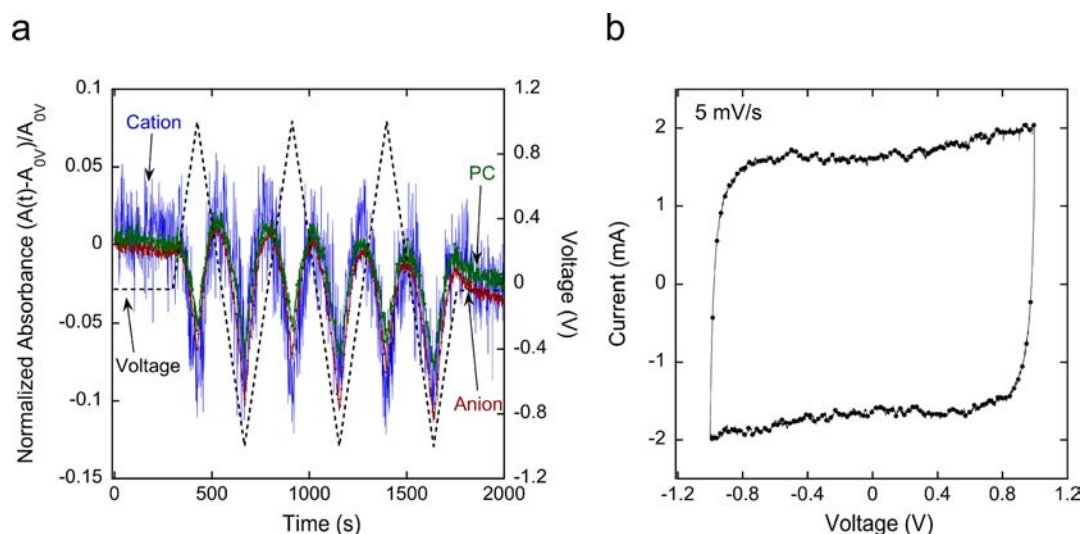 a
b
Normalized Absorbance (A(t)-A0V)/A0V
0.1
0.05
0
-0.05
-0.1
-0.15
Cation
PC
Voltage
Anion
1.2
0.8
0.4
0
-0.4
-0.8
-1.2
Voltage (V)
0 500 1000 1500 2000
Time (s)
5 mV/s
Current (mA)
2
1
0
-1
-2
-1.2 -0.8 -0.4 0 0.4 0.8 1.2
Voltage (V)